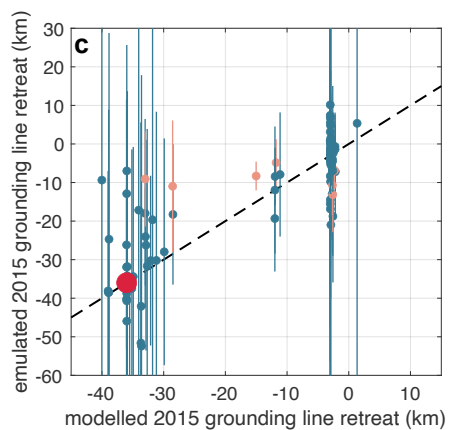 c
emulated 2015 grounding line retreat (km)
30
20
10
0
-10
-20
-30
-40
-50
-60
-40 -30 -20 -10 0 10
modelled 2015 grounding line retreat (km)